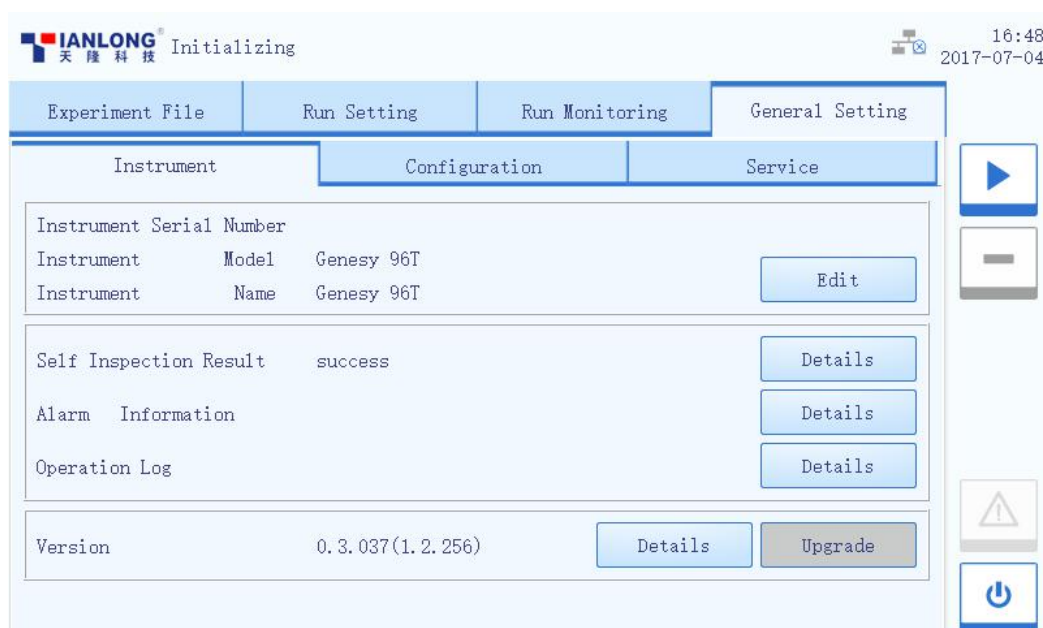 TIANLONG® Initializing
天隆科技
16:48
2017-07-04
Experiment File Run Setting Run Monitoring General Setting
Instrument Configuration Service
Instrument Serial Number
Instrument Model Genesy 96T
Instrument Name Genesy 96T
Edit
Self Inspection Result success Details
Alarm Information Details
Operation Log Details
Version 0.3.037(1.2.256) Details Upgrade